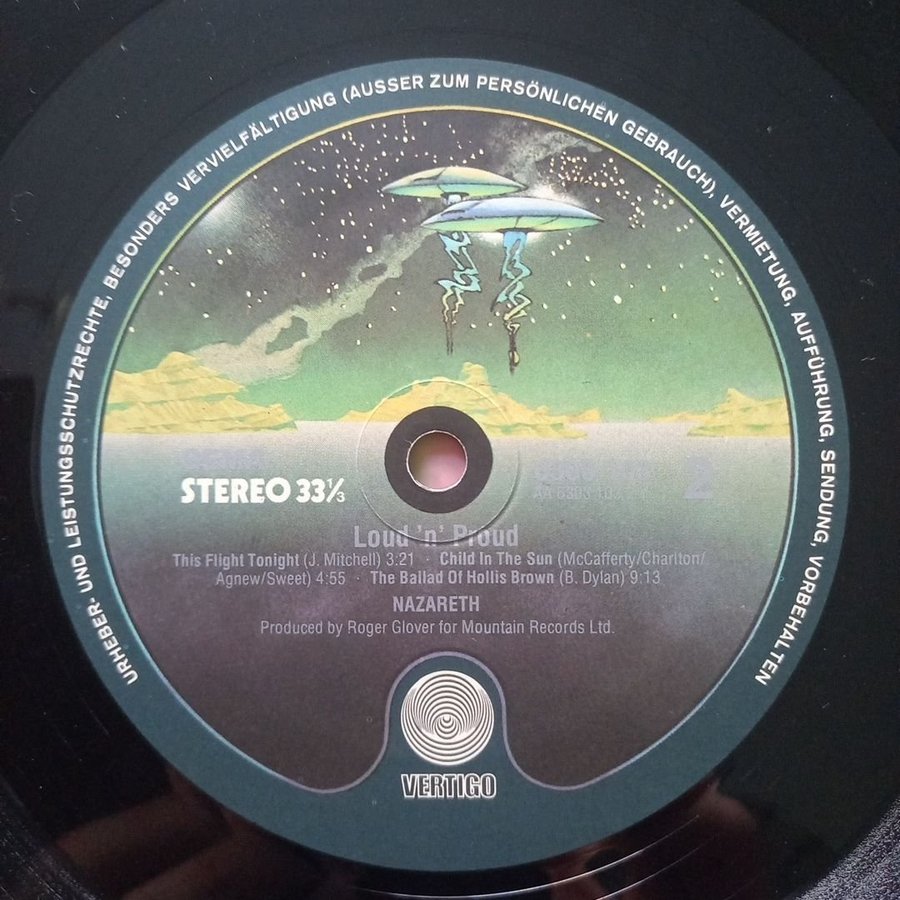 URHEBER- UND LEISTUNGSSCHUTZRECHTE, BESONDERS VERVIELFÄLTIGUNG (AUSSER ZUM PERSÖNLICHEN GEBRAUCH), VERMIETUNG, AUFFÜHRUNG, SENDUNG, VORBEHALTEN
STEREO 33⅓
2
Loud 'n' Proud
This Flight Tonight (J. Mitchell) 3:21 · Child In The Sun (McCafferty/Charlton/
Agnew/Sweet) 4:55 · The Ballad Of Hollis Brown (B. Dylan) 9:13
NAZARETH
Produced by Roger Glover for Mountain Records Ltd.
VERTIGO